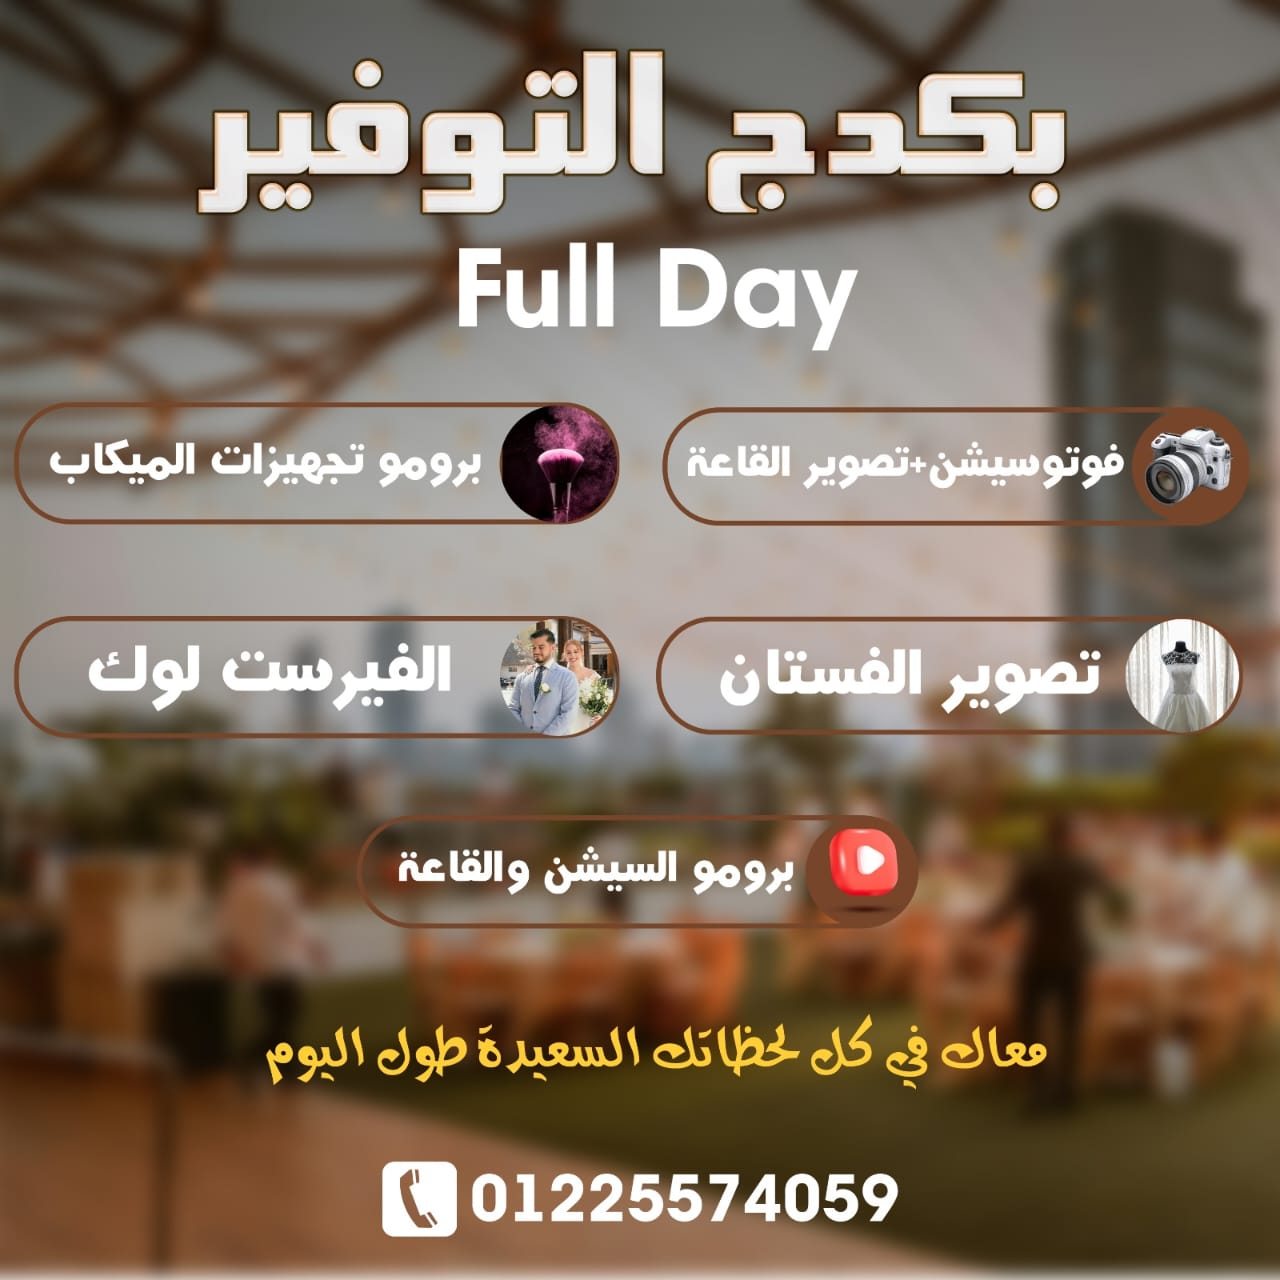 بكدج التوفير
Full Day
فوتوسيشن+تصوير القاعة
برومو تجهيزات الميكاب
تصوير الفستان
الفيرست لوك
برومو السيشن والقاعة
معاك في كل لحظاتك السعيدة طول اليوم
01225574059